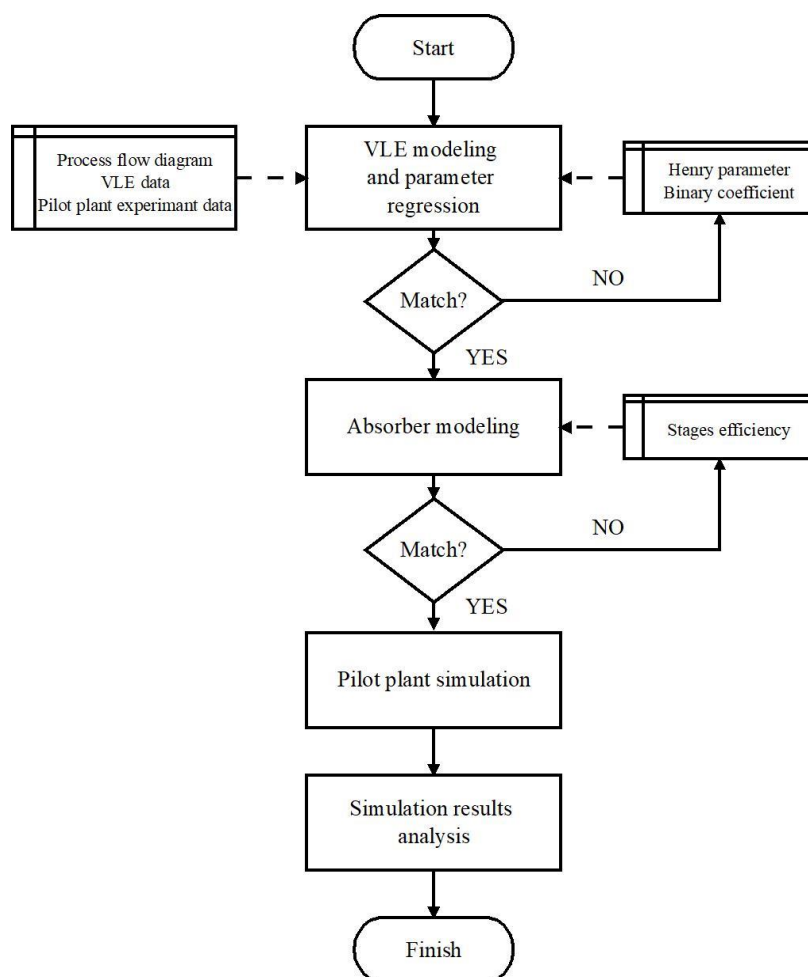 Start
Process flow diagram
VLE data
Pilot plant experimant data
VLE modeling
and parameter
regression
Henry parameter
Binary coefficient
Match?
NO
YES
Absorber modeling
Stages efficiency
Match?
NO
YES
Pilot plant simulation
Simulation results
analysis
Finish